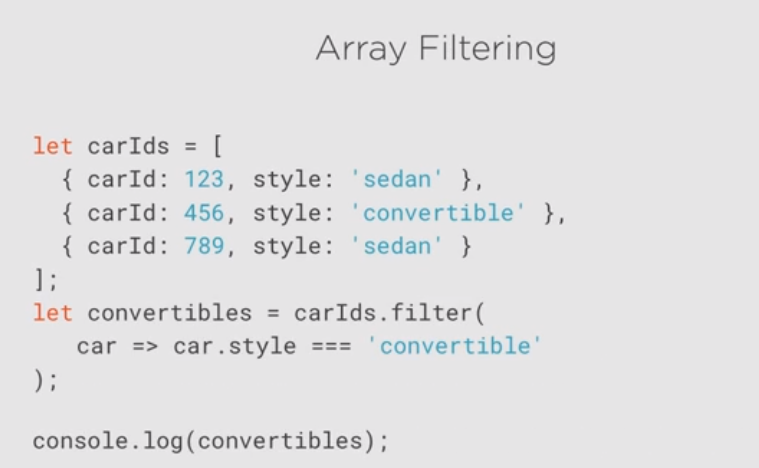 Array Filtering
let carIds = [
  { carId: 123, style: 'sedan' },
  { carId: 456, style: 'convertible' },
  { carId: 789, style: 'sedan' }
];
let convertibles = carIds.filter(
   car => car.style === 'convertible'
);
console.log(convertibles);